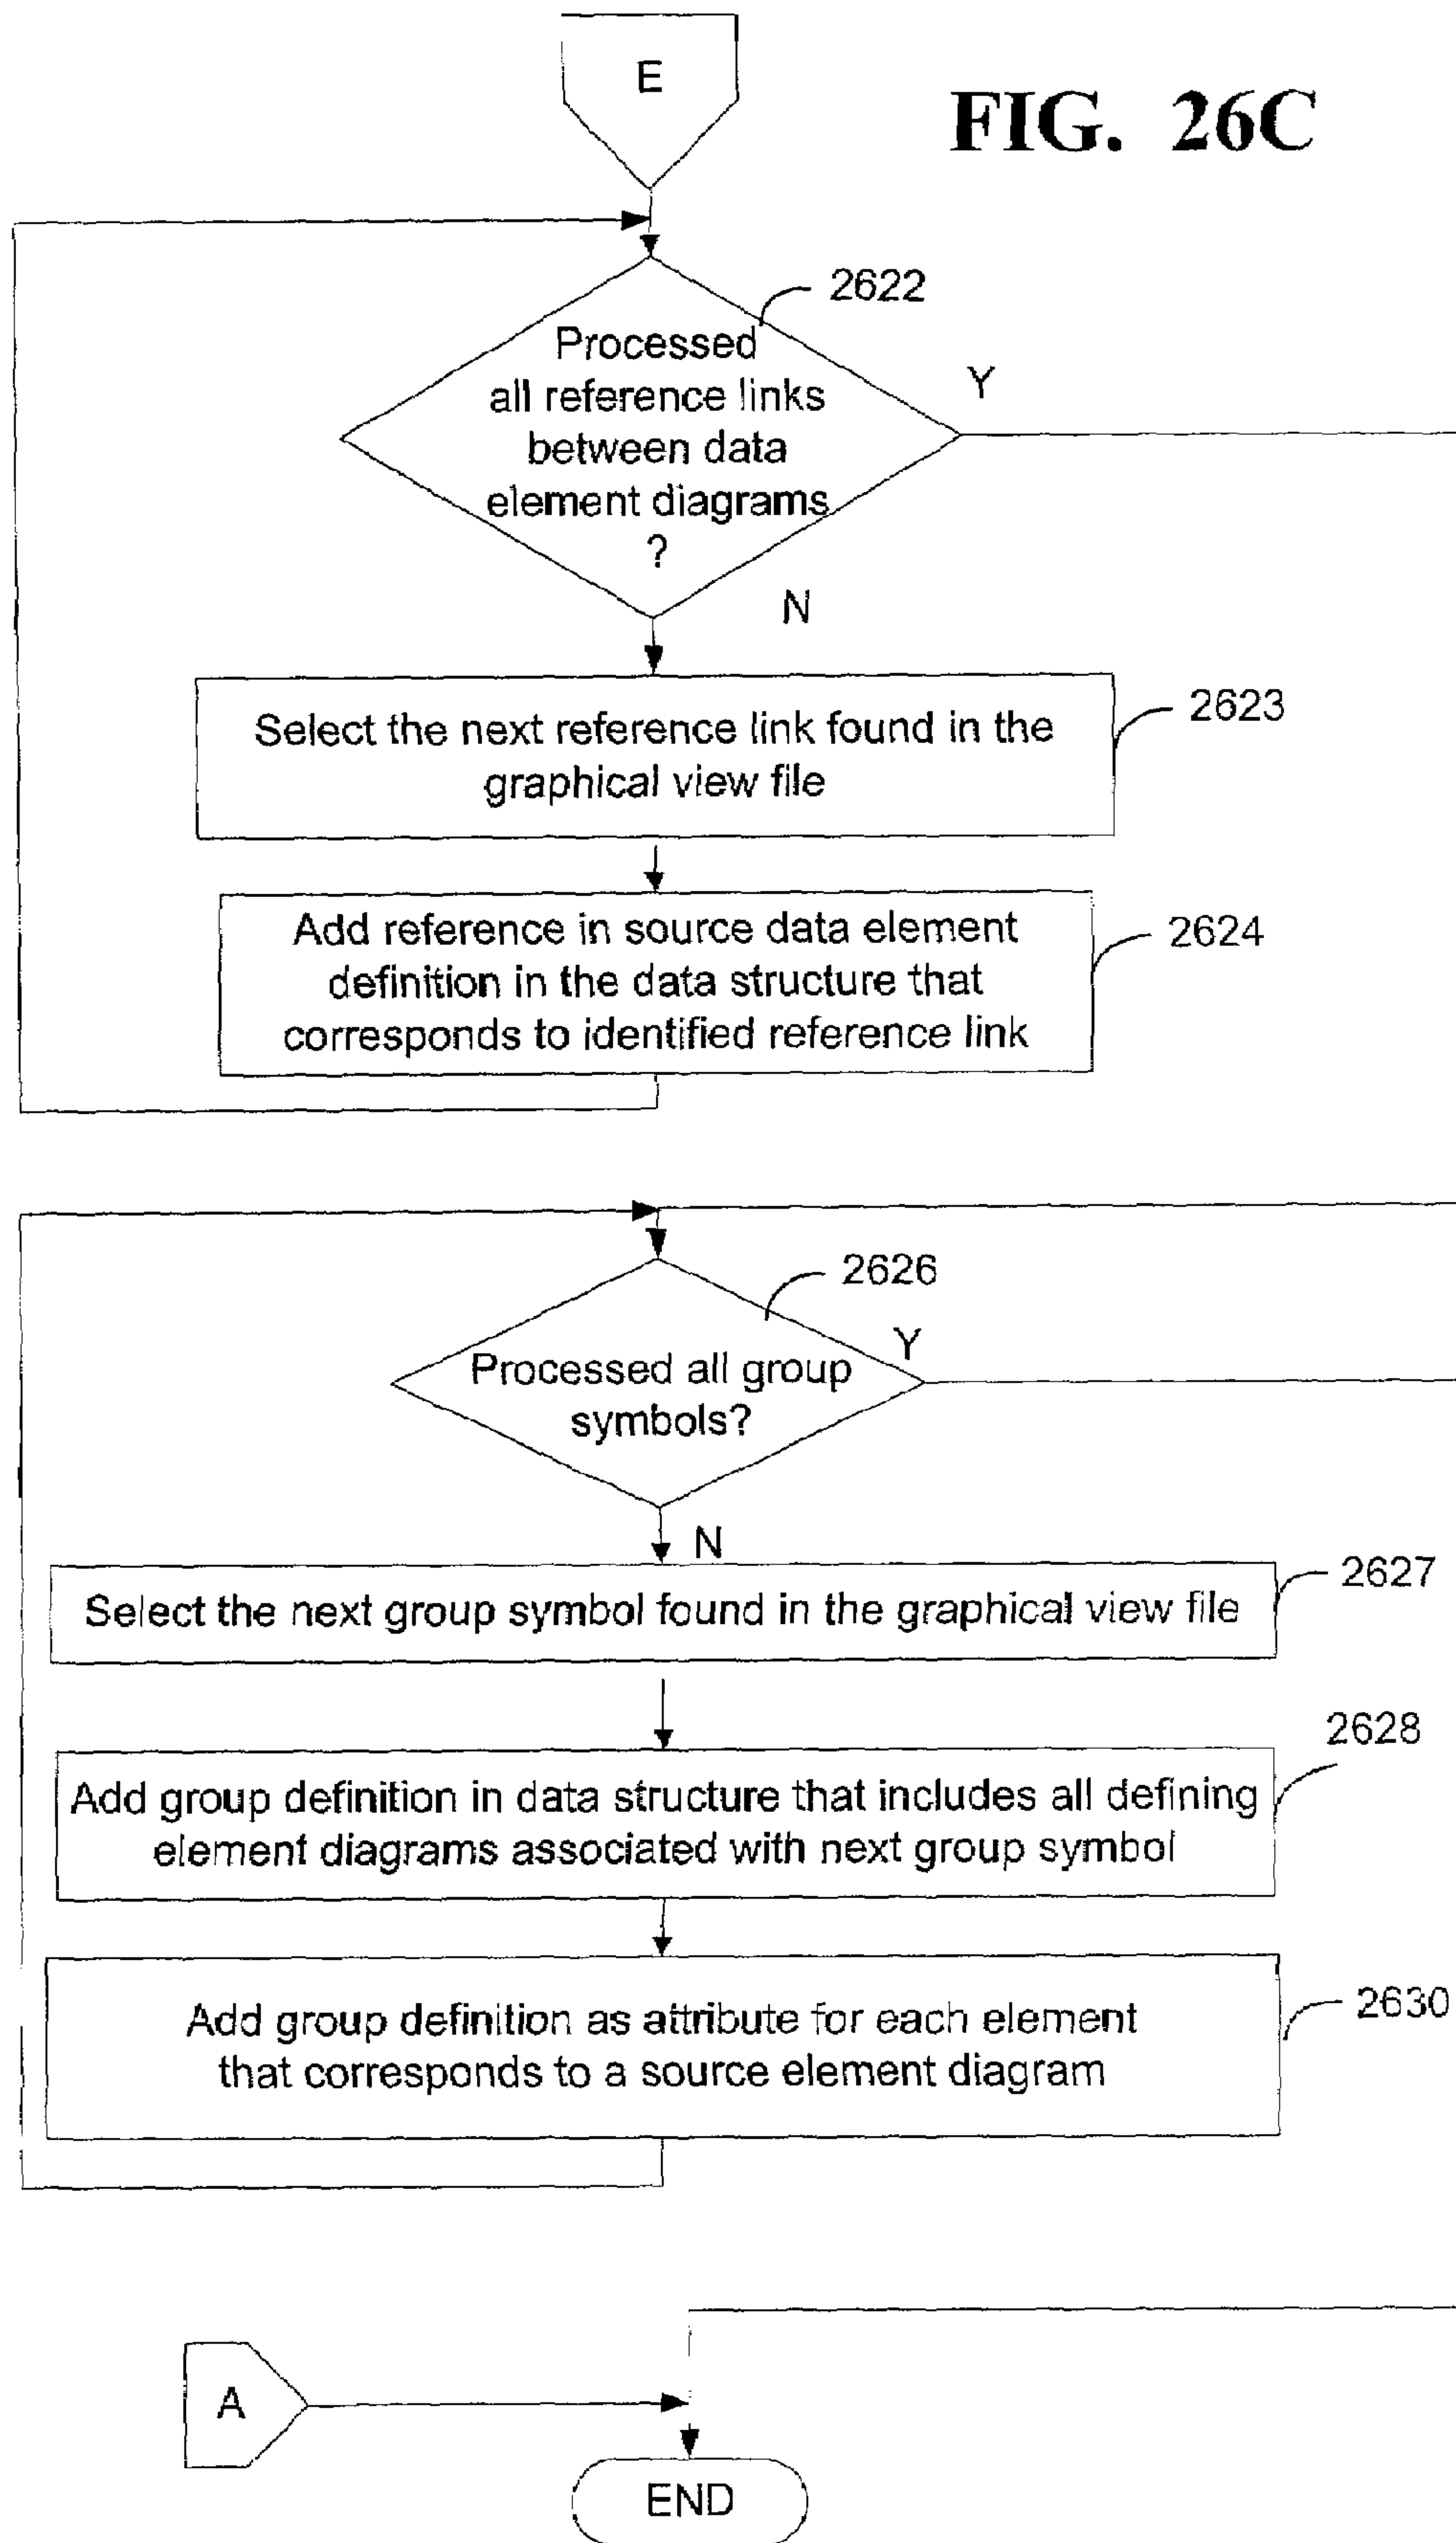 E
FIG. 26C
2622
Processed
all reference links
between data
element diagrams
?
Y
N
Select the next reference link found in the
graphical view file
2623
Add reference in source data element
definition in the data structure that
corresponds to identified reference link
2624
2626
Processed all group
symbols?
Y
N
Select the next group symbol found in the graphical view file
2627
2628
Add group definition in data structure that includes all defining
element diagrams associated with next group symbol
Add group definition as attribute for each element
that corresponds to a source element diagram
2630
A
END